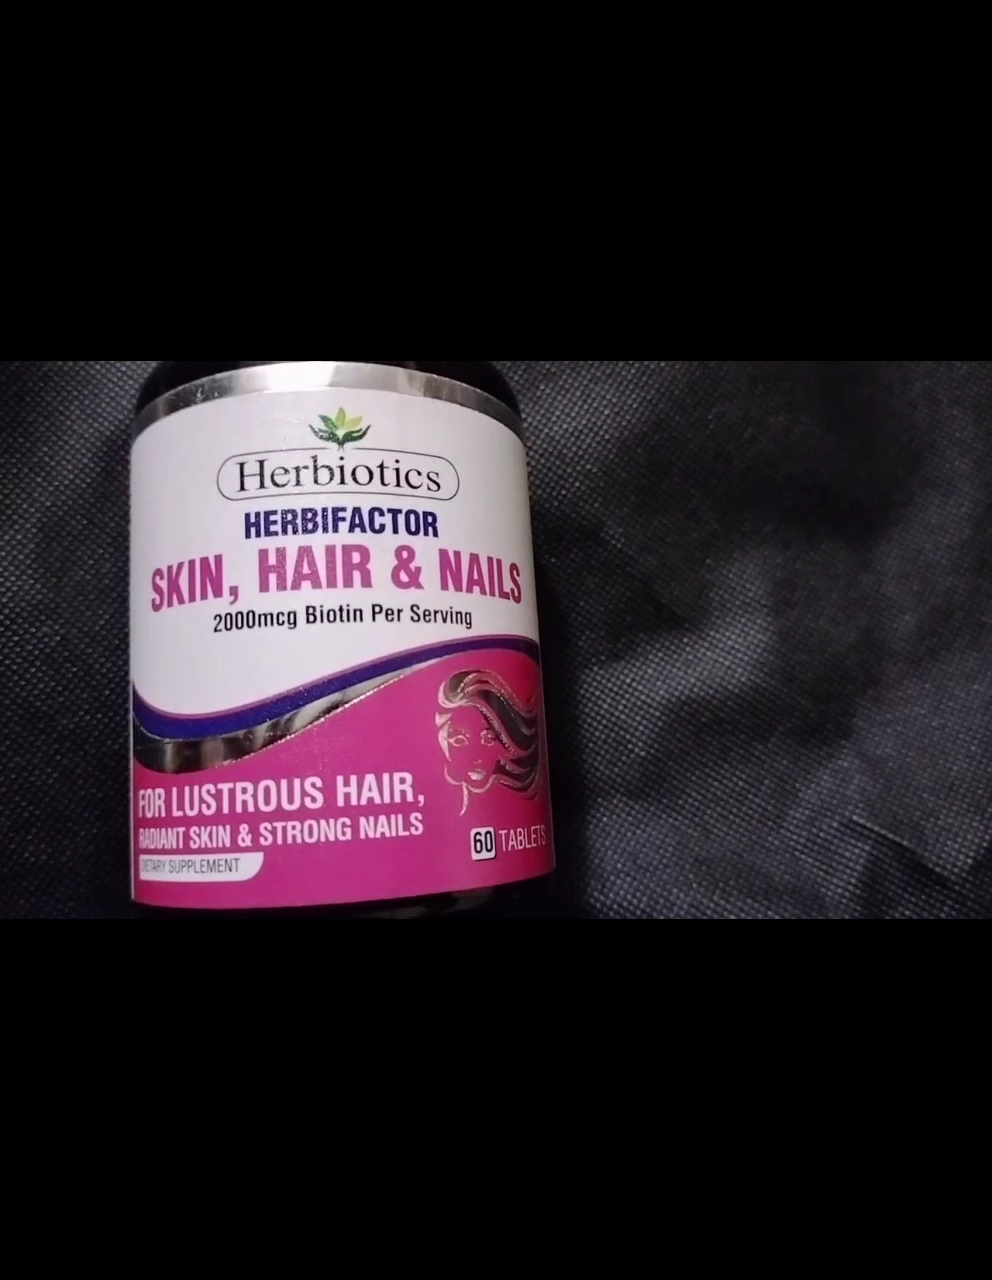 Herbiotics
HERBIFACTOR
SKIN, HAIR & NAILS
2000mcg Biotin Per Serving
FOR LUSTROUS HAIR,
RADIANT SKIN & STRONG NAILS
DIETARY SUPPLEMENT
60 TABLETS